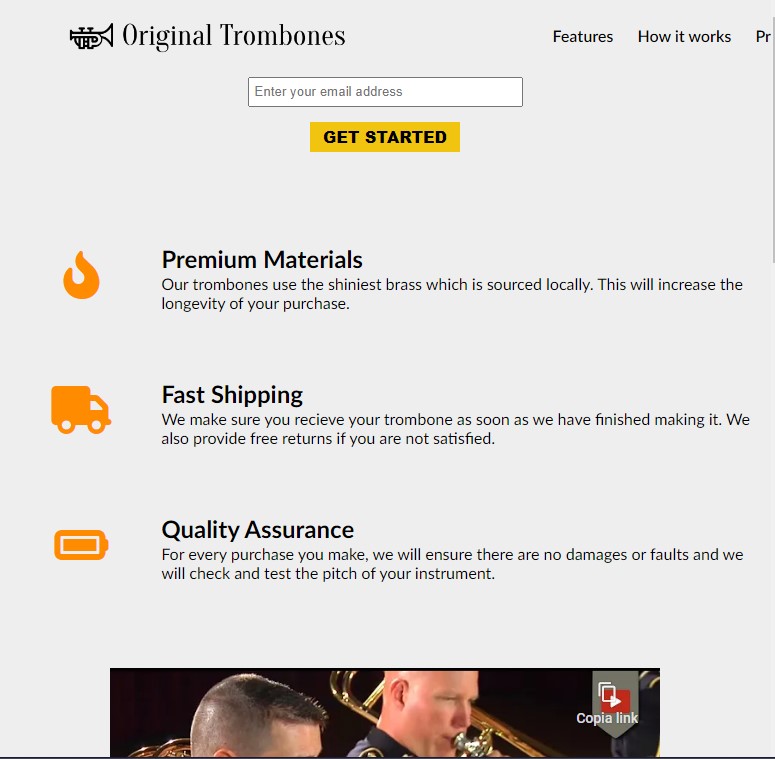 Original Trombones
Features How it works Pr
Enter your email address
GET STARTED
Premium Materials
Our trombones use the shiniest brass which is sourced locally. This will increase the
longevity of your purchase.
Fast Shipping
We make sure you recieve your trombone as soon as we have finished making it. We
also provide free returns if you are not satisfied.
Quality Assurance
For every purchase you make, we will ensure there are no damages or faults and we
will check and test the pitch of your instrument.
Copia link